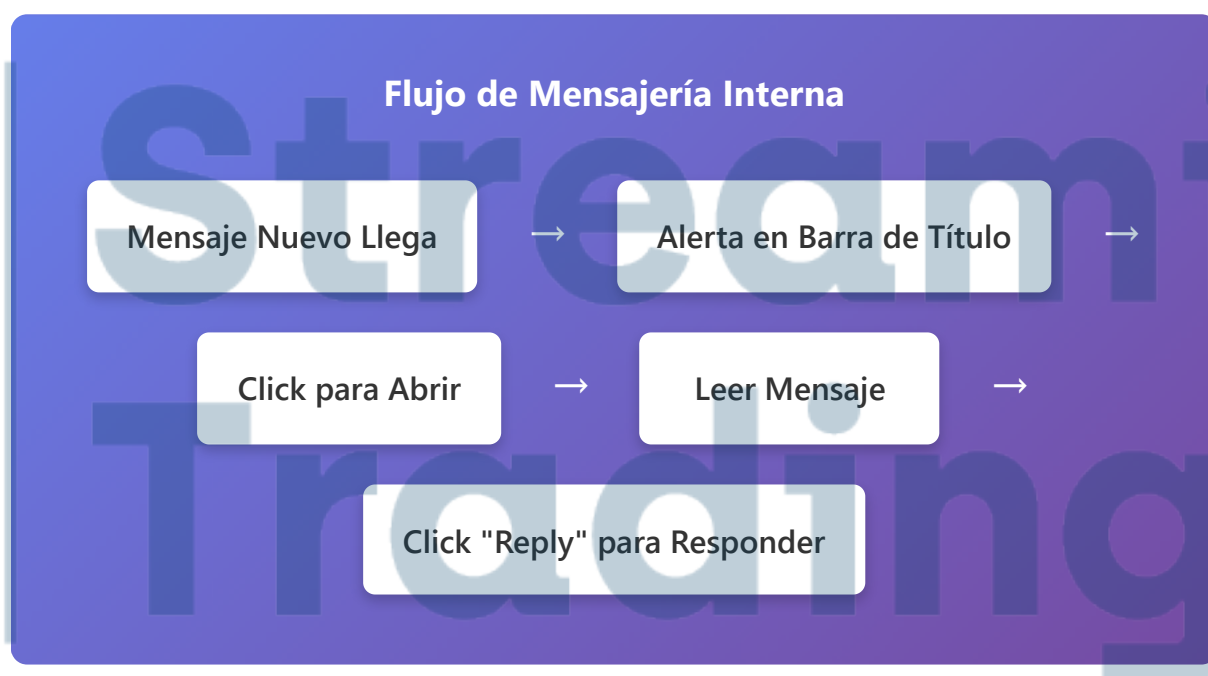 Flujo de Mensajería Interna
Mensaje Nuevo Llega → Alerta en Barra de Título →
Click para Abrir → Leer Mensaje →
Click "Reply" para Responder
Stream
Trading